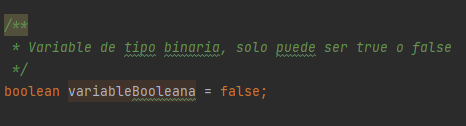 /**
* Variable de tipo binaria, solo puede ser true o false
*/
boolean variableBooleana = false;